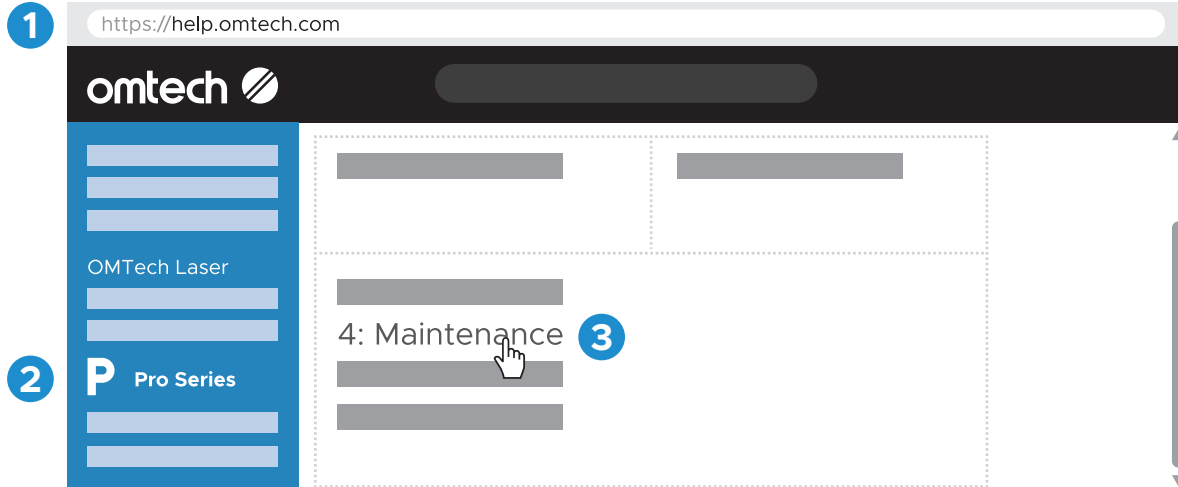 1
https://help.omtech.com
omtech
OMTech Laser
4: Maintenance
3
2
P Pro Series